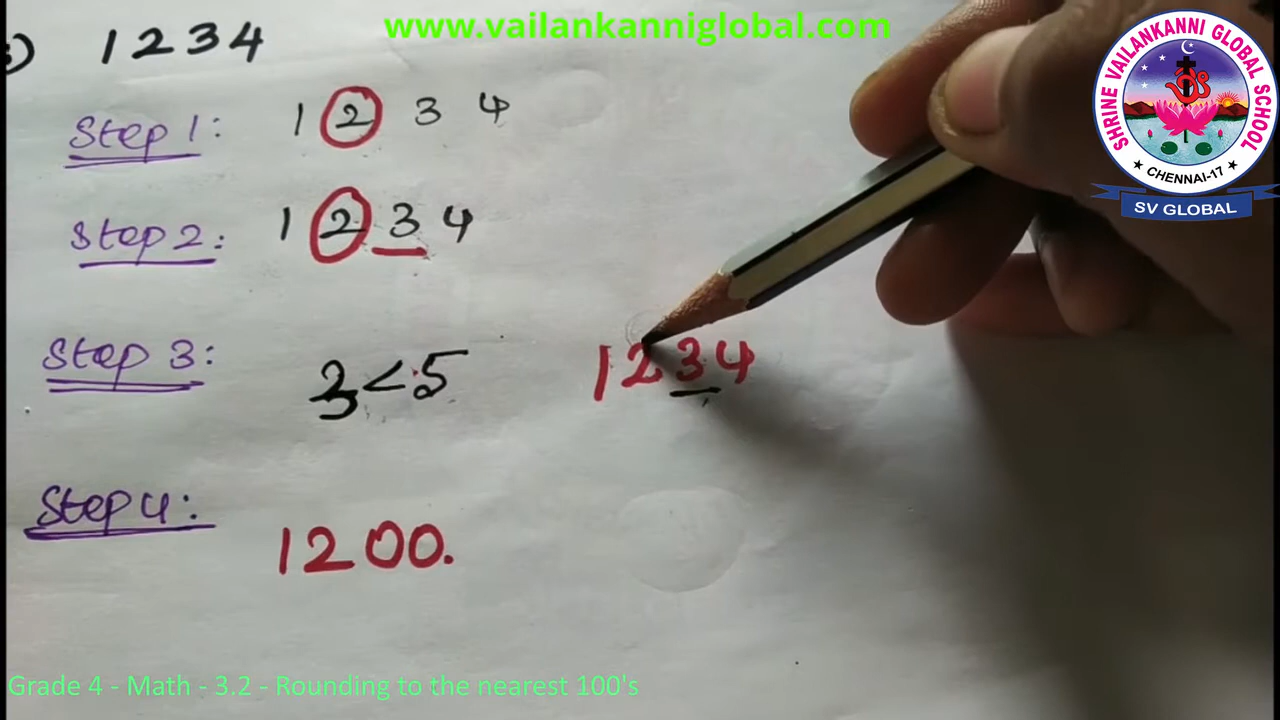 www.vailankanniglobal.com
) 1234
Step 1: 1 2 3 4
Step 2: 1 2 3 4
Step 3: 3<5 1234
Step 4: 1200.
Grade 4 - Math - 3.2 - Rounding to the nearest 100's
SHRINE VAILANKANNI GLOBAL SCHOOL
★ CHENNAI-17 ★
SV GLOBAL